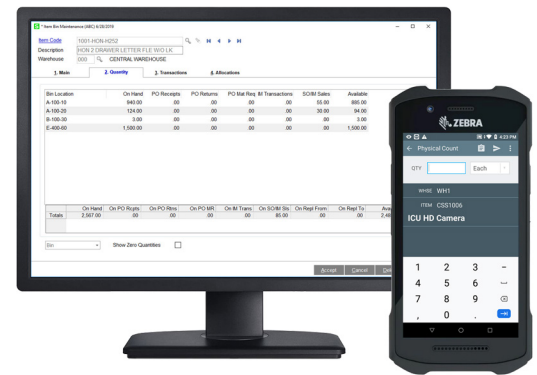 * Item Bin Maintenance (ABC) 6/28/2019
Item Code 1001-HON-H252
Description HON 2 DRAWER LETTER FLE W/O LK
Warehouse 000 CENTRAL WAREHOUSE
1. Main 2. Quantity 3. Transactions 4. Allocations
Bin Location On Hand PO Receipts PO Returns PO Mat Req IM Transactions SO/IM Sales Available
A-100-10 940.00 .00 .00 .00 .00 55.00 885.00
A-100-20 124.00 .00 .00 .00 .00 30.00 94.00
B-100-30 3.00 .00 .00 .00 .00 .00 3.00
E-400-60 1,500.00 .00 .00 .00 .00 .00 1,500.00
On Hand On PO Rcpts On PO Rtns On PO MR On IM Trans On SO/IM Sls On Repl From On Repl To
Totals 2,567.00 .00 .00 .00 .00 85.00 .00 .00
Bin Show Zero Quantities
Accept Cancel
ZEBRA
4:23 PM
Physical Count
QTY Each
WHSE WH1
ITEM CSS1006
ICU HD Camera
1 2 3 -
4 5 6
7 8 9
, 0 .